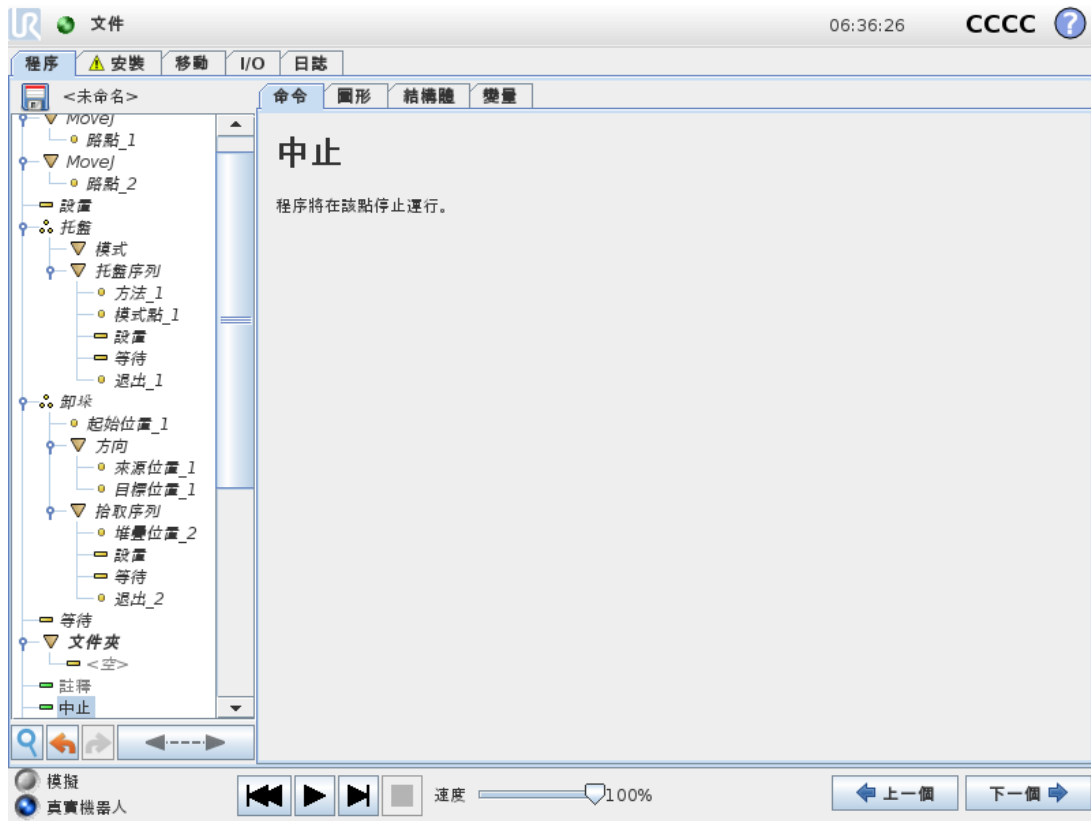 UR 文件 06:36:26 CCCC ?
程序 安裝 移動 I/O 日誌
<未命名> 命令 圖形 結構體 變量
MoveJ
路點_1
MoveJ
路點_2
設置
托盤
模式
托盤序列
方法_1
模式點_1
設置
等待
退出_1
卸垛
起始位置_1
方向
來源位置_1
目標位置_1
拾取序列
堆疊位置_2
設置
等待
退出_2
等待
文件夾
<空>
註釋
中止
中止
程序將在該點停止運行。
模擬
真實機器人
速度 100% 上一個 下一個